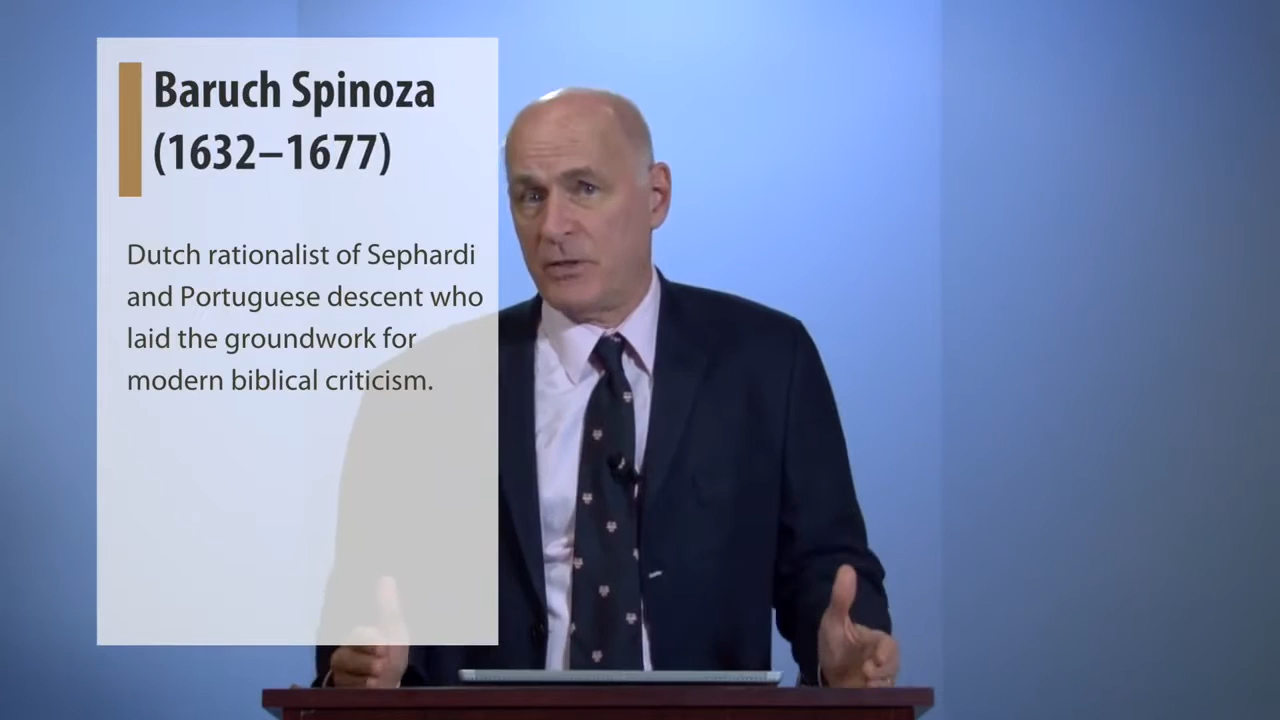 Baruch Spinoza
(1632–1677)
Dutch rationalist of Sephardi
and Portuguese descent who
laid the groundwork for
modern biblical criticism.